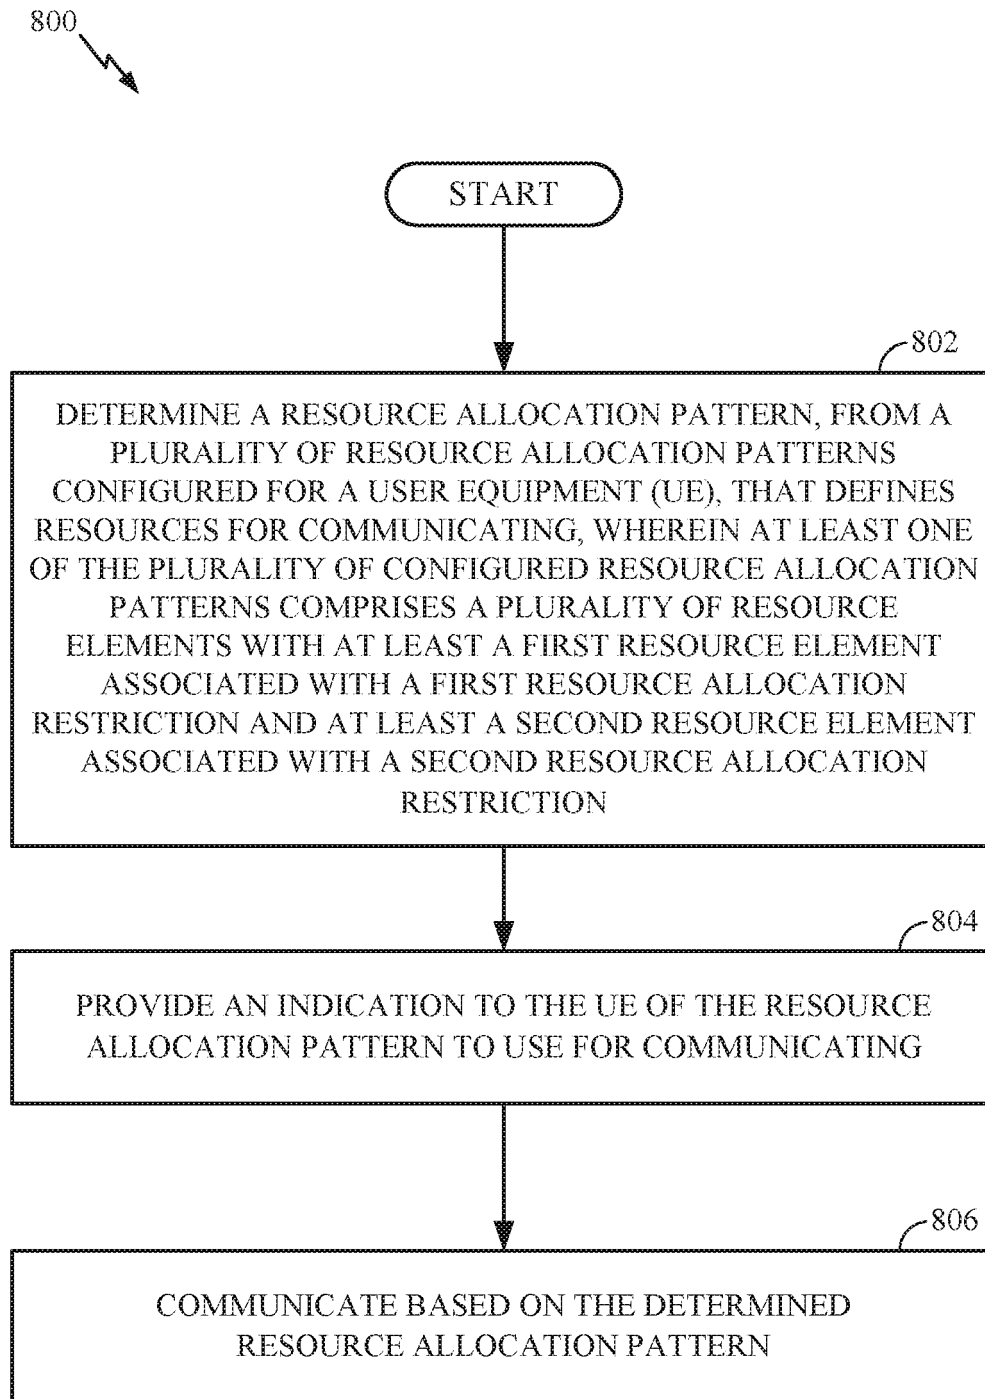 800
START
802
DETERMINE A RESOURCE ALLOCATION PATTERN, FROM A
PLURALITY OF RESOURCE ALLOCATION PATTERNS
CONFIGURED FOR A USER EQUIPMENT (UE), THAT DEFINES
RESOURCES FOR COMMUNICATING, WHEREIN AT LEAST ONE
OF THE PLURALITY OF CONFIGURED RESOURCE ALLOCATION
PATTERNS COMPRISES A PLURALITY OF RESOURCE
ELEMENTS WITH AT LEAST A FIRST RESOURCE ELEMENT
ASSOCIATED WITH A FIRST RESOURCE ALLOCATION
RESTRICTION AND AT LEAST A SECOND RESOURCE ELEMENT
ASSOCIATED WITH A SECOND RESOURCE ALLOCATION
RESTRICTION
804
PROVIDE AN INDICATION TO THE UE OF THE RESOURCE
ALLOCATION PATTERN TO USE FOR COMMUNICATING
806
COMMUNICATE BASED ON THE DETERMINED
RESOURCE ALLOCATION PATTERN